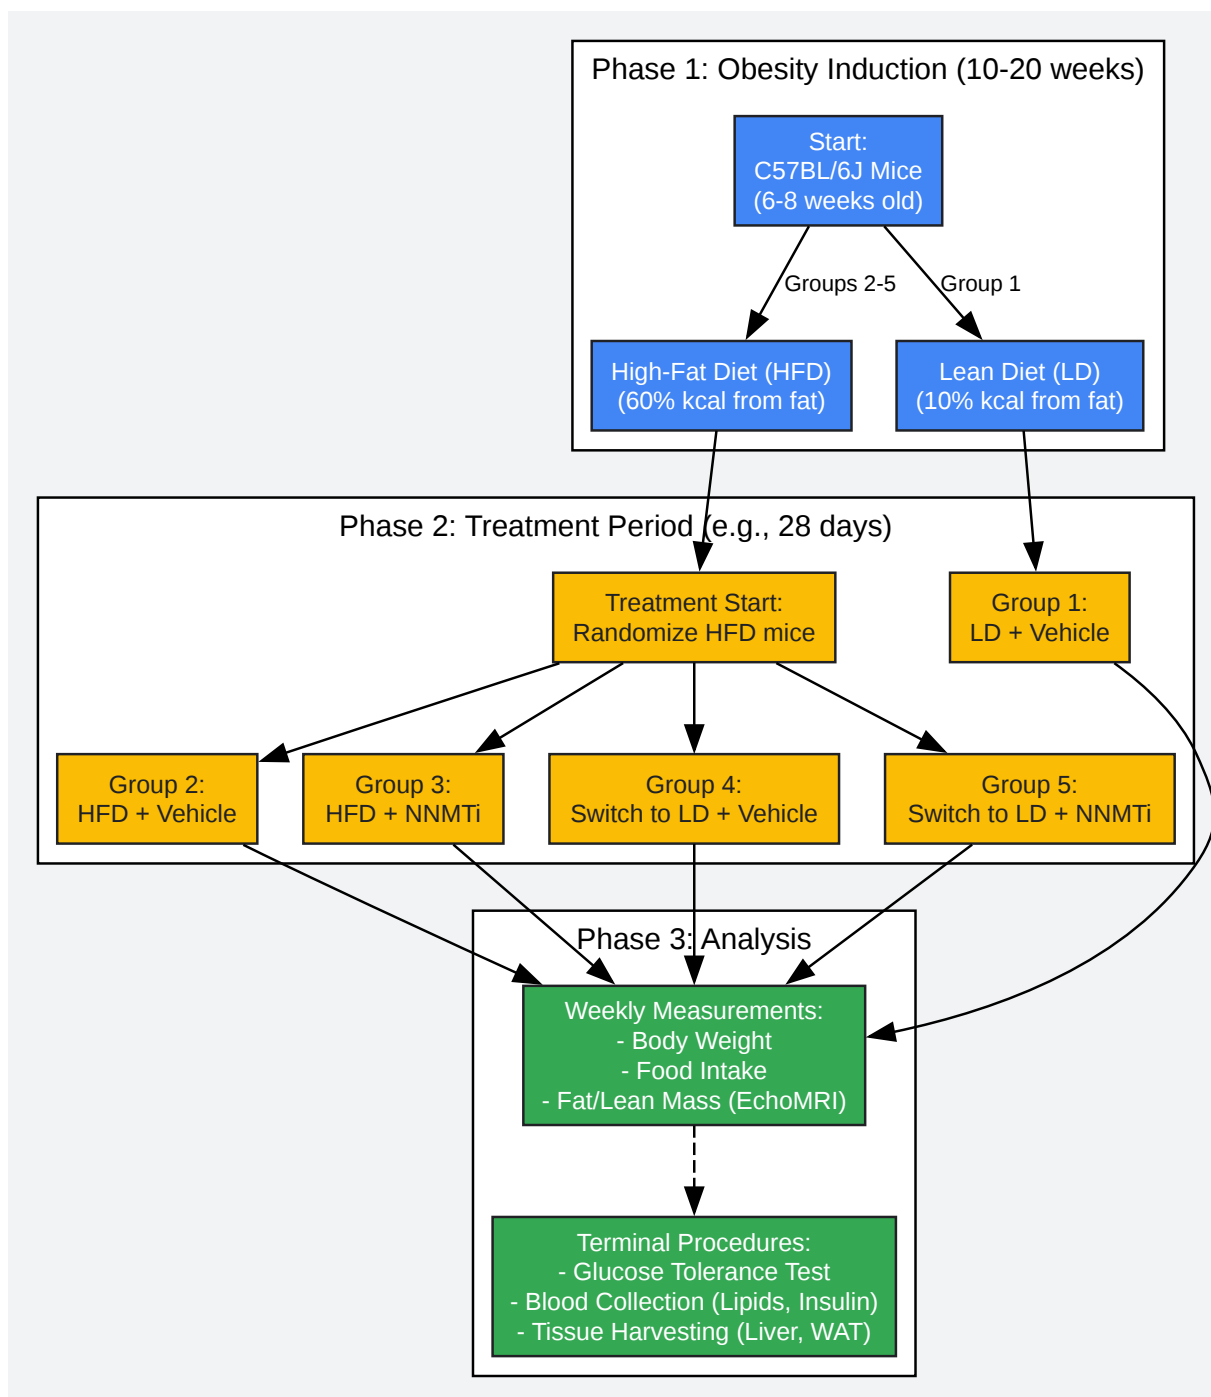 Phase 1: Obesity Induction (10-20 weeks)
Start:
C57BL/6J Mice
(6-8 weeks old)
Groups 2-5
Group 1
High-Fat Diet (HFD)
(60% kcal from fat)
Lean Diet (LD)
(10% kcal from fat)
Phase 2: Treatment Period (e.g., 28 days)
Treatment Start:
Randomize HFD mice
Group 1:
LD + Vehicle
Group 2:
HFD + Vehicle
Group 3:
HFD + NNMTi
Group 4:
Switch to LD + Vehicle
Group 5:
Switch to LD + NNMTi
Phase 3: Analysis
Weekly Measurements:
- Body Weight
- Food Intake
- Fat/Lean Mass (EchoMRI)
Terminal Procedures:
- Glucose Tolerance Test
- Blood Collection (Lipids, Insulin)
- Tissue Harvesting (Liver, WAT)